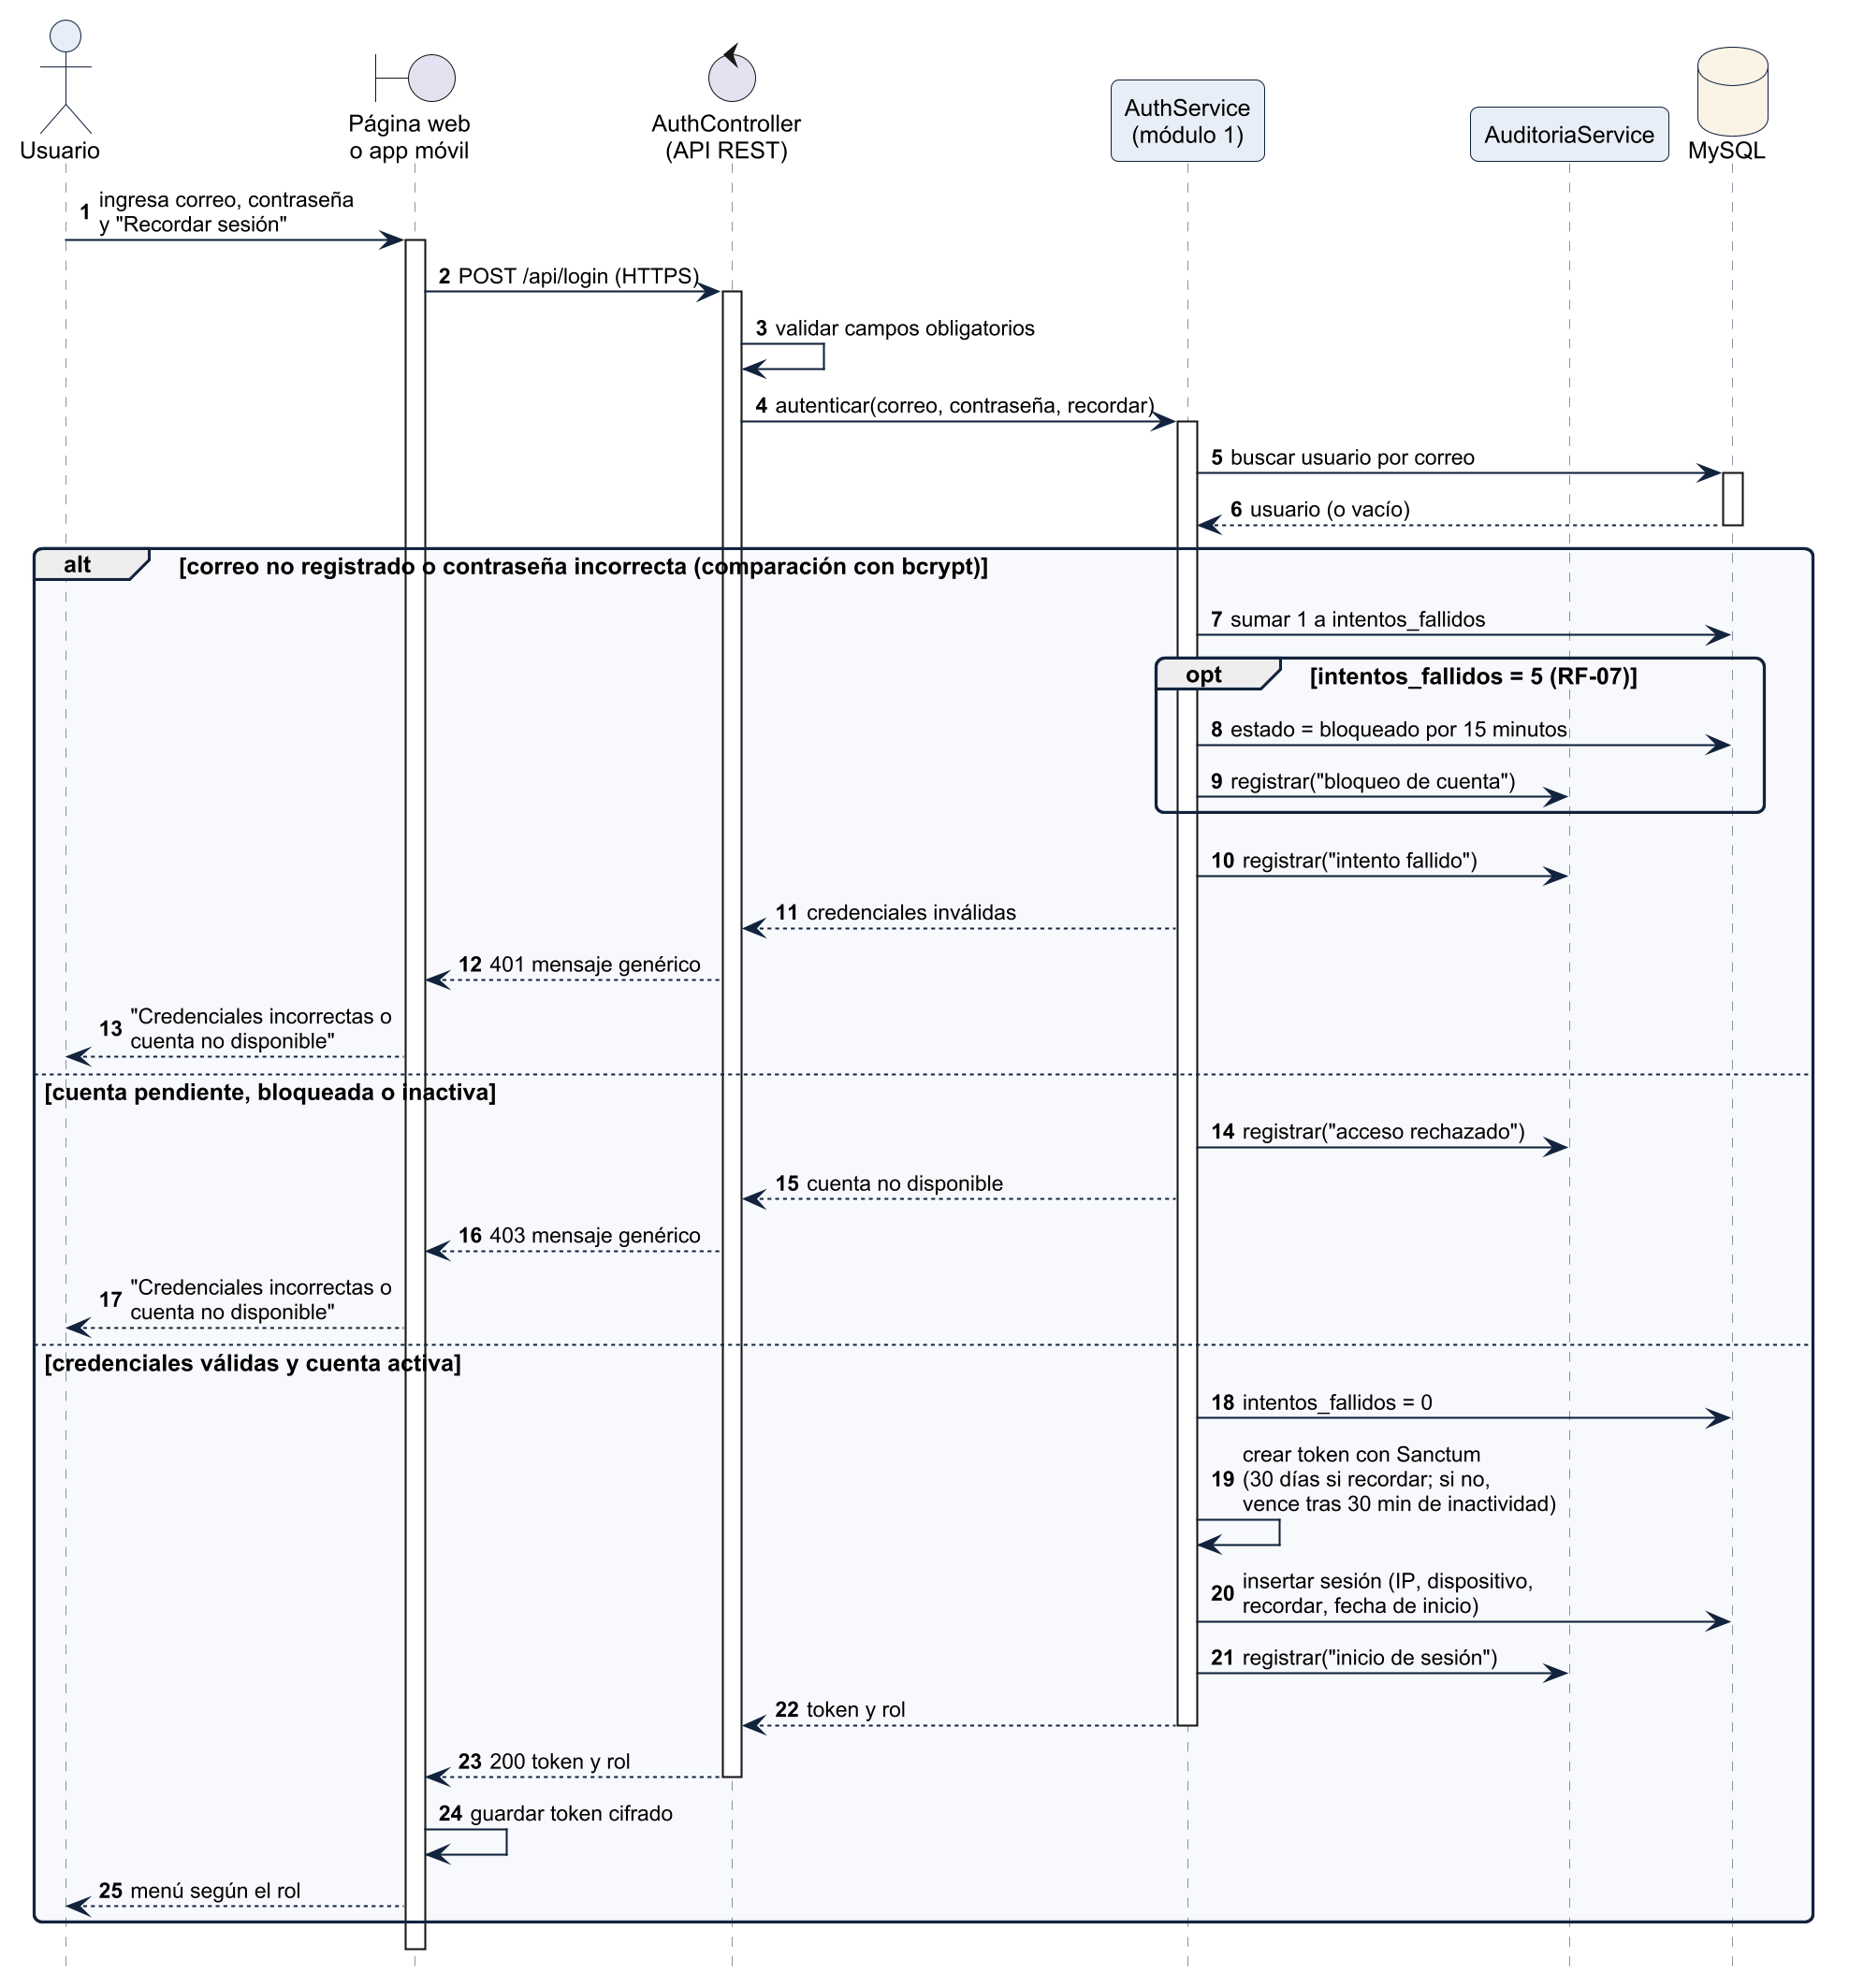 Usuario
Página web
o app móvil
AuthController
(API REST)
AuthService
(módulo 1)
AuditoriaService
MySQL
1 ingresa correo, contraseña
y "Recordar sesión"
2 POST /api/login (HTTPS)
3 validar campos obligatorios
4 autenticar(correo, contraseña, recordar)
5 buscar usuario por correo
6 usuario (o vacío)
alt [correo no registrado o contraseña incorrecta (comparación con bcrypt)]
7 sumar 1 a intentos_fallidos
opt [intentos_fallidos = 5 (RF-07)]
8 estado = bloqueado por 15 minutos
9 registrar("bloqueo de cuenta")
10 registrar("intento fallido")
11 credenciales inválidas
12 401 mensaje genérico
13 "Credenciales incorrectas o
cuenta no disponible"
[cuenta pendiente, bloqueada o inactiva]
14 registrar("acceso rechazado")
15 cuenta no disponible
16 403 mensaje genérico
17 "Credenciales incorrectas o
cuenta no disponible"
[credenciales válidas y cuenta activa]
18 intentos_fallidos = 0
19 crear token con Sanctum
(30 días si recordar; si no,
vence tras 30 min de inactividad)
20 insertar sesión (IP, dispositivo,
recordar, fecha de inicio)
21 registrar("inicio de sesión")
22 token y rol
23 200 token y rol
24 guardar token cifrado
25 menú según el rol